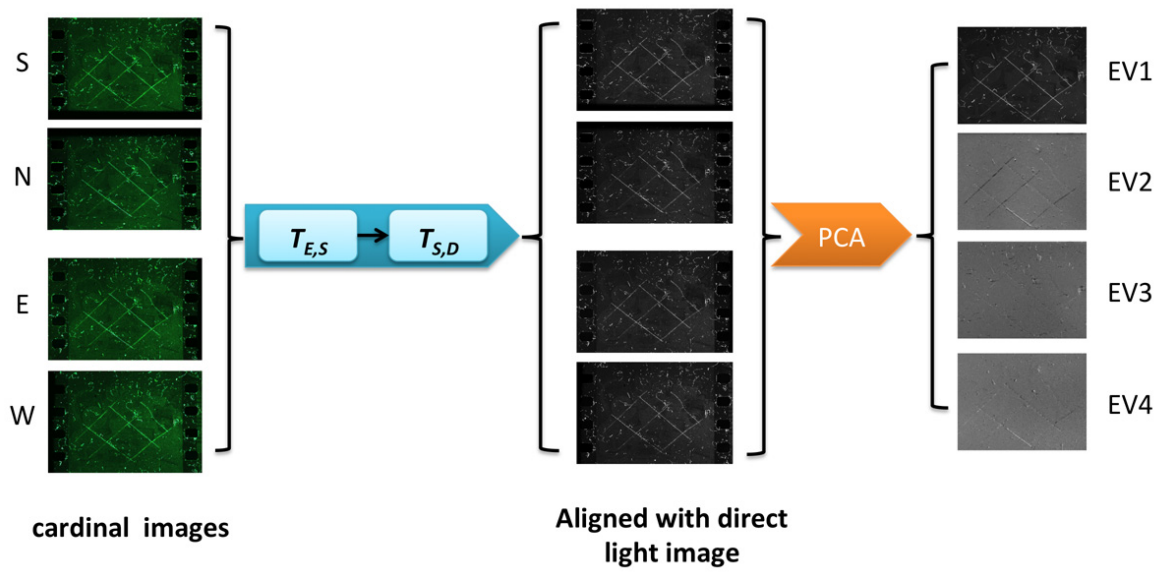 S
N
E
W
cardinal images
T_{E,S}
T_{S,D}
Aligned with direct
light image
PCA
EV1
EV2
EV3
EV4